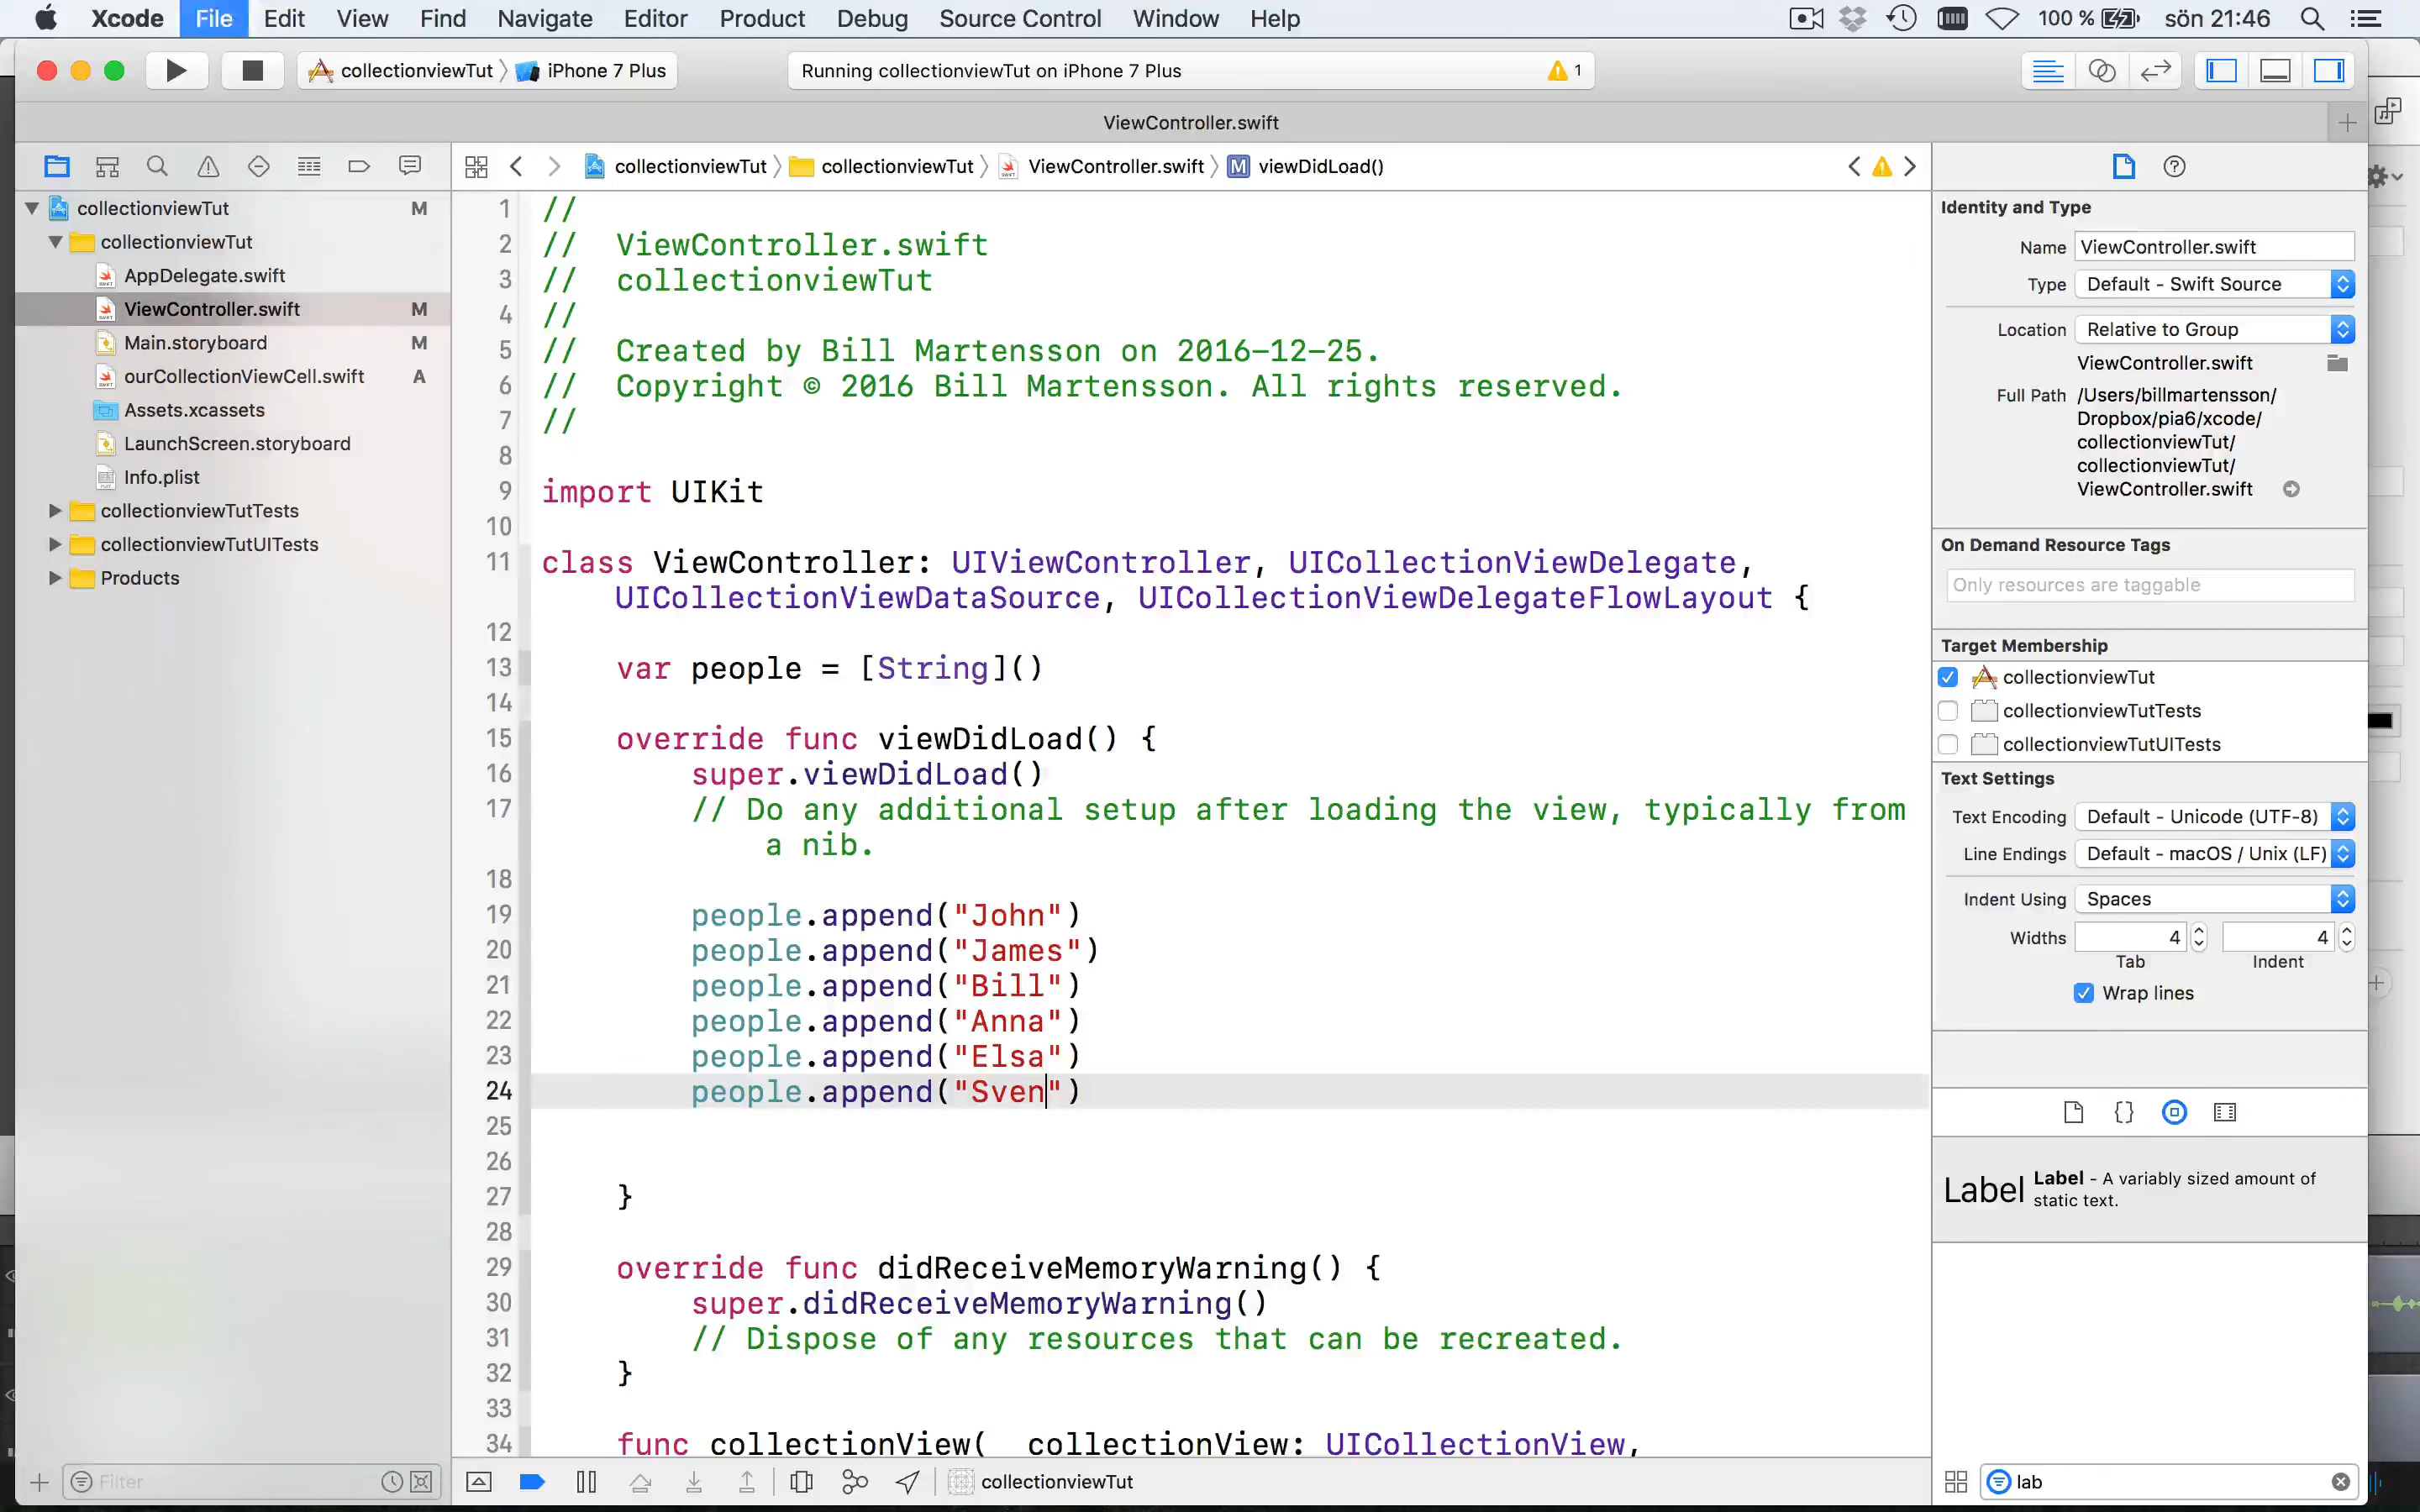 Xcode File Edit View Find Navigate Editor Product Debug Source Control Window Help 100 % sön 21:46
collectionviewTut iPhone 7 Plus Running collectionviewTut on iPhone 7 Plus 1
ViewController.swift
collectionviewTut collectionviewTut ViewController.swift M viewDidLoad()
collectionviewTut M
collectionviewTut
AppDelegate.swift
ViewController.swift M
Main.storyboard M
ourCollectionViewCell.swift A
Assets.xcassets
LaunchScreen.storyboard
Info.plist
collectionviewTutTests
collectionviewTutUITests
Products
Filter
1 //
2 //  ViewController.swift
3 //  collectionviewTut
4 //
5 //  Created by Bill Martensson on 2016-12-25.
6 //  Copyright © 2016 Bill Martensson. All rights reserved.
7 //
8
9 import UIKit
10
11 class ViewController: UIViewController, UICollectionViewDelegate,
UICollectionViewDataSource, UICollectionViewDelegateFlowLayout {
12
13 var people = [String]()
14
15 override func viewDidLoad() {
16 super.viewDidLoad()
17 // Do any additional setup after loading the view, typically from
a nib.
18
19 people.append("John")
20 people.append("James")
21 people.append("Bill")
22 people.append("Anna")
23 people.append("Elsa")
24 people.append("Sven")
25
26
27 }
28
29 override func didReceiveMemoryWarning() {
30 super.didReceiveMemoryWarning()
31 // Dispose of any resources that can be recreated.
32 }
33
34 func collectionView(_ collectionView: UICollectionView,
collectionviewTut
Identity and Type
Name ViewController.swift
Type Default - Swift Source
Location Relative to Group
ViewController.swift
Full Path /Users/billmartensson/
Dropbox/pia6/xcode/
collectionviewTut/
collectionviewTut/
ViewController.swift
On Demand Resource Tags
Only resources are taggable
Target Membership
collectionviewTut
collectionviewTutTests
collectionviewTutUITests
Text Settings
Text Encoding Default - Unicode (UTF-8)
Line Endings Default - macOS / Unix (LF)
Indent Using Spaces
Widths 4 4
Tab Indent
Wrap lines
Label Label - A variably sized amount of
static text.
lab